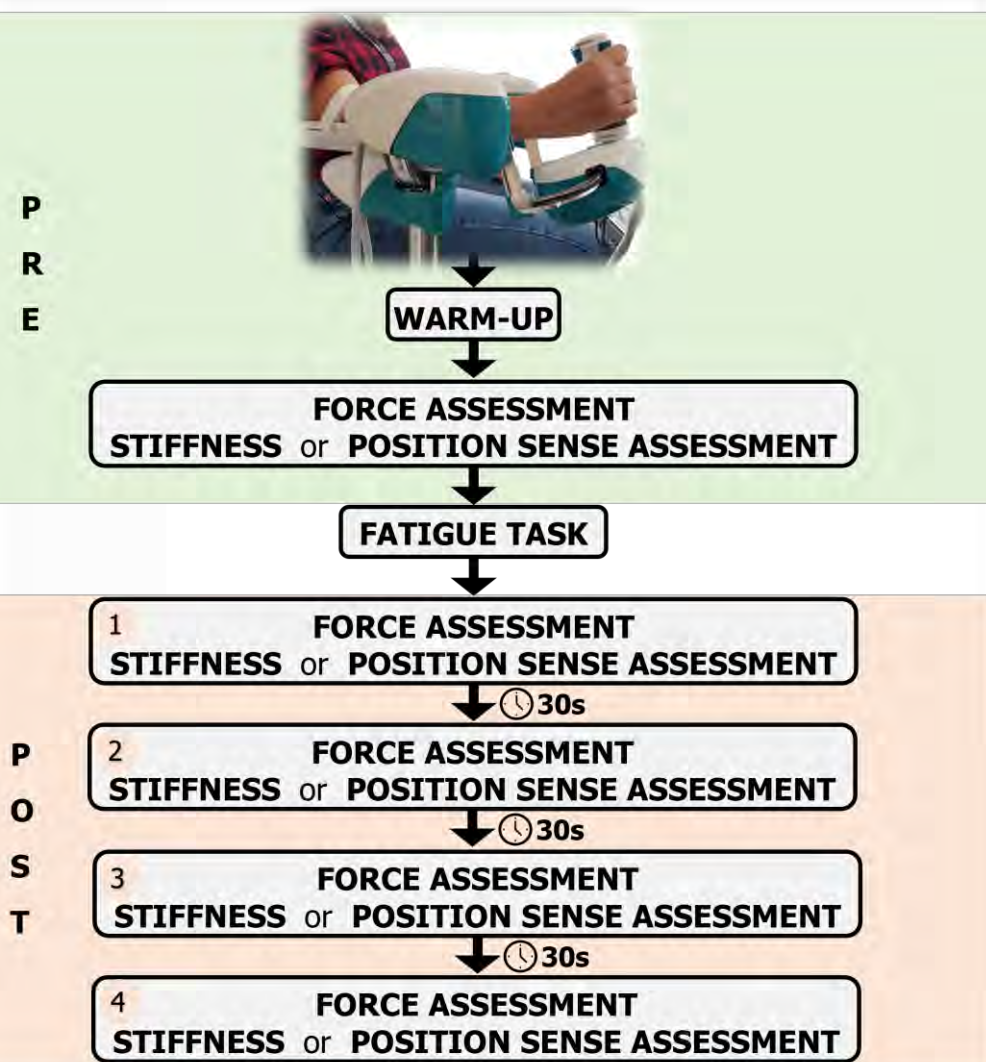 PRE
WARM-UP
FORCE ASSESSMENT
STIFFNESS or POSITION SENSE ASSESSMENT
FATIGUE TASK
POST
1 FORCE ASSESSMENT
STIFFNESS or POSITION SENSE ASSESSMENT
30s
2 FORCE ASSESSMENT
STIFFNESS or POSITION SENSE ASSESSMENT
30s
3 FORCE ASSESSMENT
STIFFNESS or POSITION SENSE ASSESSMENT
30s
4 FORCE ASSESSMENT
STIFFNESS or POSITION SENSE ASSESSMENT